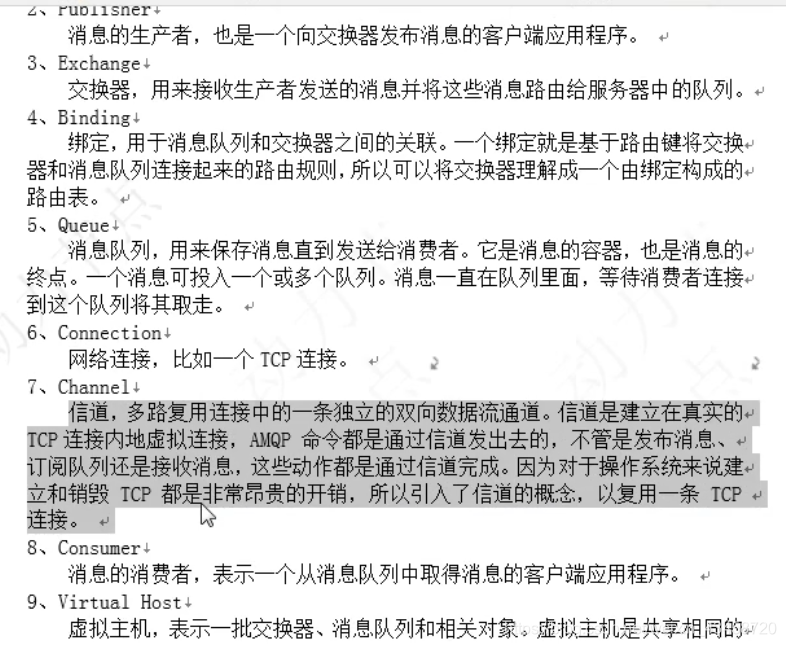 2、Publisher
消息的生产者，也是一个向交换器发布消息的客户端应用程序。
3、Exchange
交换器，用来接收生产者发送的消息并将这些消息路由给服务器中的队列。
4、Binding
绑定，用于消息队列和交换器之间的关联。一个绑定就是基于路由键将交换
器和消息队列连接起来的路由规则,所以可以将交换器理解成一个由绑定构成的
路由表。
5、Queue
消息队列，用来保存消息直到发送给消费者。它是消息的容器，也是消息的
终点。一个消息可投入一个或多个队列。消息一直在队列里面，等待消费者连接
到这个队列将其取走。
6、Connection
网络连接，比如一个 TCP 连接。
7、Channel
信道，多路复用连接中的一条独立的双向数据流通道。信道是建立在真实的
TCP 连接内地虚拟连接，AMQP 命令都是通过信道发出去的，不管是发布消息、
订阅队列还是接收消息，这些动作都是通过信道完成。因为对于操作系统来说建
立和销毁 TCP 都是非常昂贵的开销，所以引入了信道的概念，以复用一条 TCP
连接。
8、Consumer
消息的消费者，表示一个从消息队列中取得消息的客户端应用程序。
9、Virtual Host
虚拟主机，表示一批交换器、消息队列和相关对象。虚拟主机是共享相同的